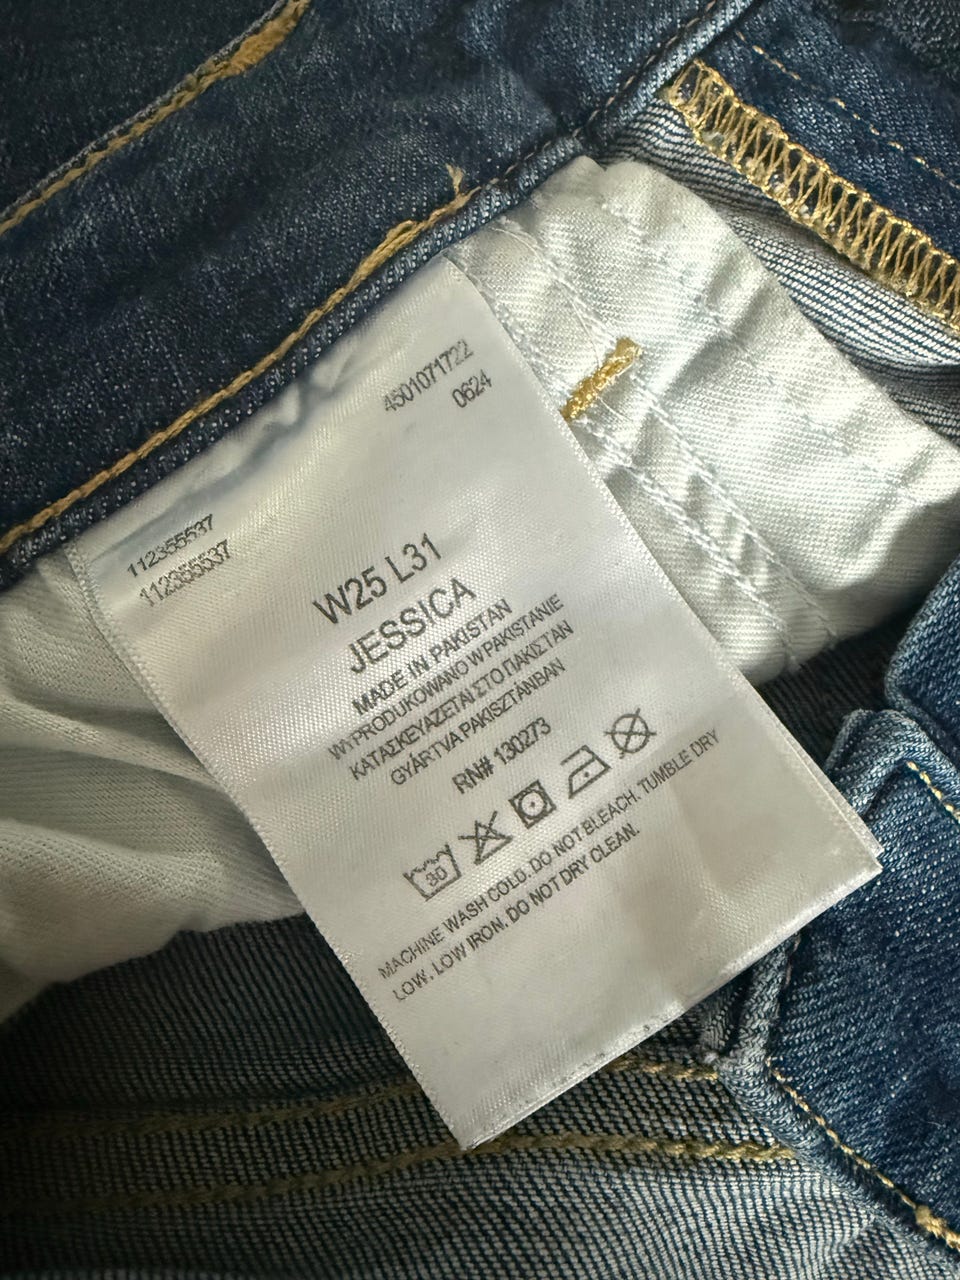 4501071722
0624
112355537
112355537
W25 L31
JESSICA
MADE IN PAKISTAN
WYPRODUKOWANO W PAKISTANIE
ΚΑΤΑΣΚΕΥΑΖΕΤΑΙ ΣΤΟ ΠΑΚΙΣΤΑΝ
GYÁRTVA PAKISZTÁNBAN
RN# 130273
30
MACHINE WASH COLD. DO NOT BLEACH. TUMBLE DRY
LOW. LOW IRON. DO NOT DRY CLEAN.